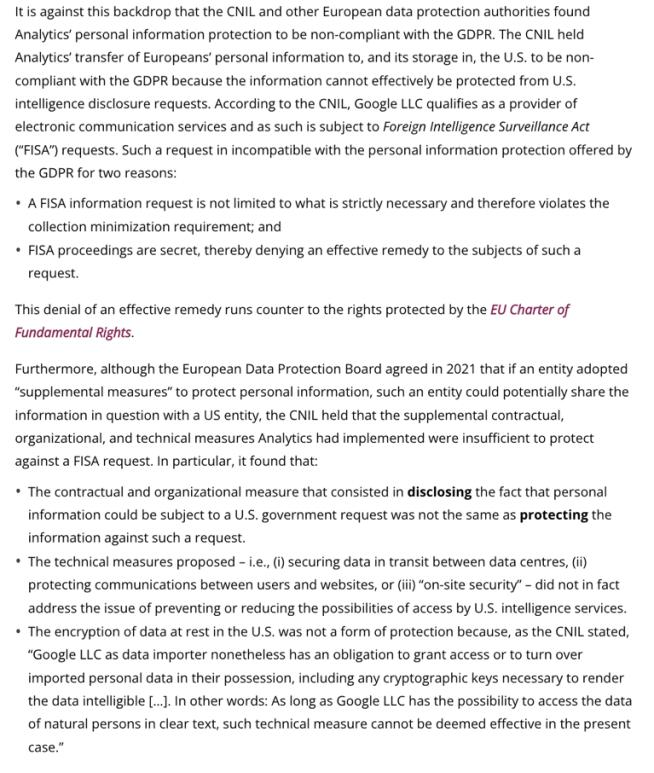 It is against this backdrop that the CNIL and other European data protection authorities found
Analytics’ personal information protection to be non-compliant with the GDPR. The CNIL held
Analytics’ transfer of Europeans’ personal information to, and its storage in, the U.S. to be non-
compliant with the GDPR because the information cannot effectively be protected from U.S.
intelligence disclosure requests. According to the CNIL, Google LLC qualifies as a provider of
electronic communication services and as such is subject to Foreign Intelligence Surveillance Act
(“FISA”) requests. Such a request in incompatible with the personal information protection offered by
the GDPR for two reasons:
• A FISA information request is not limited to what is strictly necessary and therefore violates the
collection minimization requirement; and
• FISA proceedings are secret, thereby denying an effective remedy to the subjects of such a
request.
This denial of an effective remedy runs counter to the rights protected by the EU Charter of
Fundamental Rights.
Furthermore, although the European Data Protection Board agreed in 2021 that if an entity adopted
“supplemental measures” to protect personal information, such an entity could potentially share the
information in question with a US entity, the CNIL held that the supplemental contractual,
organizational, and technical measures Analytics had implemented were insufficient to protect
against a FISA request. In particular, it found that:
• The contractual and organizational measure that consisted in disclosing the fact that personal
information could be subject to a U.S. government request was not the same as protecting the
information against such a request.
• The technical measures proposed – i.e., (i) securing data in transit between data centres, (ii)
protecting communications between users and websites, or (iii) “on-site security” – did not in fact
address the issue of preventing or reducing the possibilities of access by U.S. intelligence services.
• The encryption of data at rest in the U.S. was not a form of protection because, as the CNIL stated,
“Google LLC as data importer nonetheless has an obligation to grant access or to turn over
imported personal data in their possession, including any cryptographic keys necessary to render
the data intelligible [...]. In other words: As long as Google LLC has the possibility to access the data
of natural persons in clear text, such technical measure cannot be deemed effective in the present
case.”